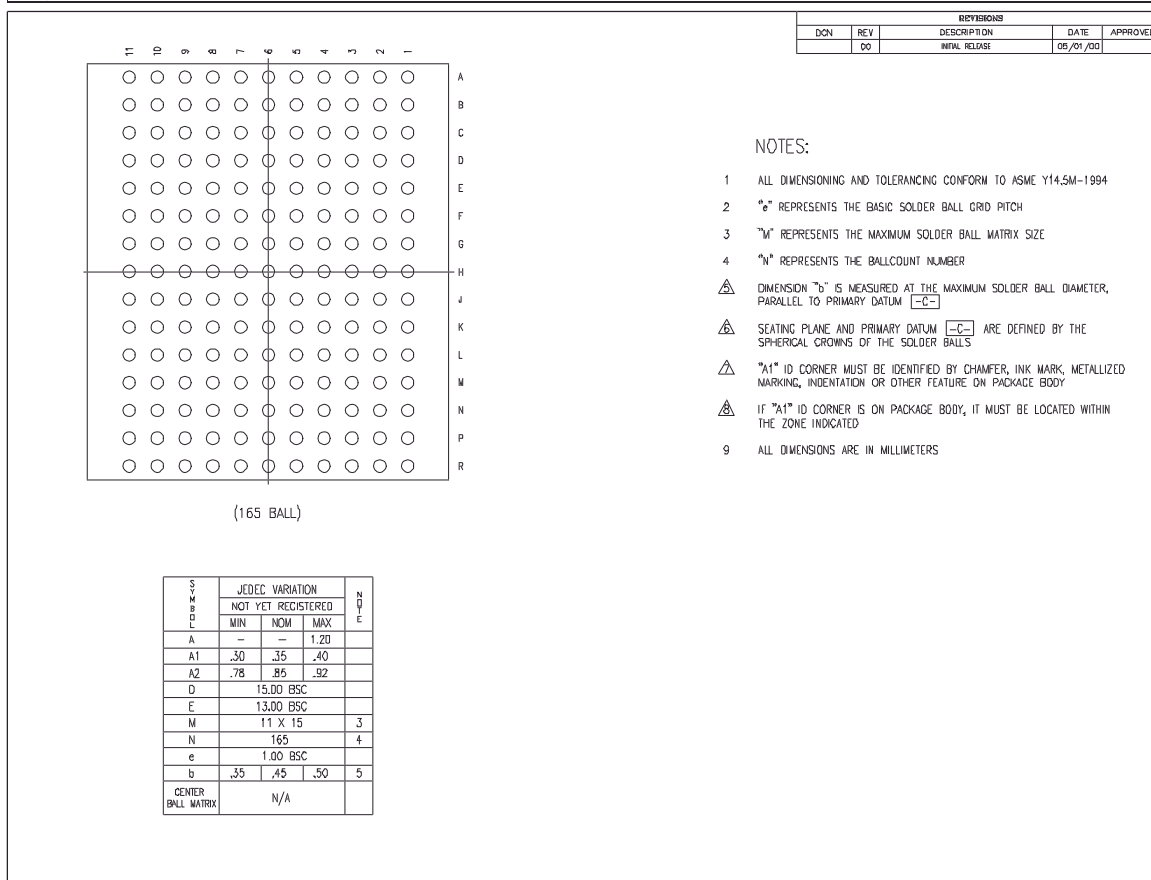 REVISIONS
DCN REV DESCRIPTION DATE APPROVED
00 INITIAL RELEASE 05/01/00
11 10 9 8 7 6 5 4 3 2 1
A
B
C
D
E
F
G
H
J
K
L
M
N
P
R
(165 BALL)
NOTES:
1 ALL DIMENSIONING AND TOLERANCING CONFORM TO ASME Y14.5M-1994
2 "e" REPRESENTS THE BASIC SOLDER BALL GRID PITCH
3 "M" REPRESENTS THE MAXIMUM SOLDER BALL MATRIX SIZE
4 "N" REPRESENTS THE BALLCOUNT NUMBER
5 DIMENSION "b" IS MEASURED AT THE MAXIMUM SOLDER BALL DIAMETER,
PARALLEL TO PRIMARY DATUM -C-
6 SEATING PLANE AND PRIMARY DATUM -C- ARE DEFINED BY THE
SPHERICAL CROWNS OF THE SOLDER BALLS
7 "A1" ID CORNER MUST BE IDENTIFIED BY CHAMFER, INK MARK, METALLIZED
MARKING, INDENTATION OR OTHER FEATURE ON PACKAGE BODY
8 IF "A1" ID CORNER IS ON PACKAGE BODY, IT MUST BE LOCATED WITHIN
THE ZONE INDICATED
9 ALL DIMENSIONS ARE IN MILLIMETERS
SYMBOL JEDEC VARIATION NOTE
NOT YET REGISTERED
MIN NOM MAX
A – – 1.20
A1 .30 .35 .40
A2 .78 .85 .92
D 15.00 BSC
E 13.00 BSC
M 11 X 15 3
N 165 4
e 1.00 BSC
b .35 .45 .50 5
CENTER
BALL MATRIX N/A